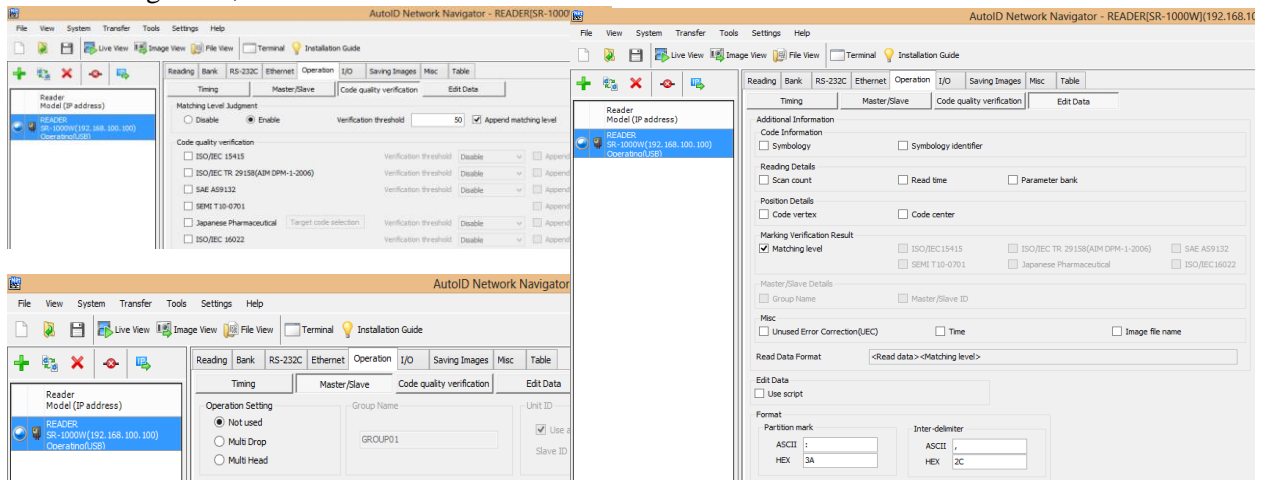 AutoID Network Navigator - READER[SR-1000
File View System Transfer Tools Settings Help
Live View Image View File View Terminal Installation Guide
Reading Bank RS-232C Ethernet Operation I/O Saving Images Misc Table
Timing Master/Slave Code quality verification Edit Data
Reader
Model (IP address)
READER
SR-1000W(192.168.100.100)
Operating(USB)
Matching Level Judgment
Disable Enable Verification threshold 50 Append matching level
Code quality verification
ISO/IEC 15415 Verification threshold Disable Append
ISO/IEC TR 29158(AIM DPM-1-2006) Verification threshold Disable Append
SAE AS9132 Verification threshold Disable Append
SEMI T10-0701 Append
Japanese Pharmaceutical Target code selection Verification threshold Disable Append
ISO/IEC 16022 Verification threshold Disable Append
AutoID Network Navigator
File View System Transfer Tools Settings Help
Live View Image View File View Terminal Installation Guide
Reading Bank RS-232C Ethernet Operation I/O Saving Images Misc Table
Timing Master/Slave Code quality verification Edit Data
Reader
Model (IP address)
READER
SR-1000W(192.168.100.100)
Operating(USB)
Operation Setting Group Name Unit ID
Not used
Multi Drop GROUP01 Use a
Multi Head Slave ID
AutoID Network Navigator - READER[SR-1000W](192.168.10
File View System Transfer Tools Settings Help
Live View Image View File View Terminal Installation Guide
Reading Bank RS-232C Ethernet Operation I/O Saving Images Misc Table
Timing Master/Slave Code quality verification Edit Data
Reader
Model (IP address)
READER
SR-1000W(192.168.100.100)
Operating(USB)
Additional Information
Code Information
Symbology Symbology identifier
Reading Details
Scan count Read time Parameter bank
Position Details
Code vertex Code center
Marking Verification Result
Matching level ISO/IEC15415 ISO/IEC TR 29158(AIM DPM-1-2006) SAE AS9132
SEMI T10-0701 Japanese Pharmaceutical ISO/IEC16022
Master/Slave Details
Group Name Master/Slave ID
Misc
Unused Error Correction(UEC) Time Image file name
Read Data Format <Read data><Matching level>
Edit Data
Use script
Format
Partition mark Inter-delimiter
ASCII : ASCII ,
HEX 3A HEX 2C